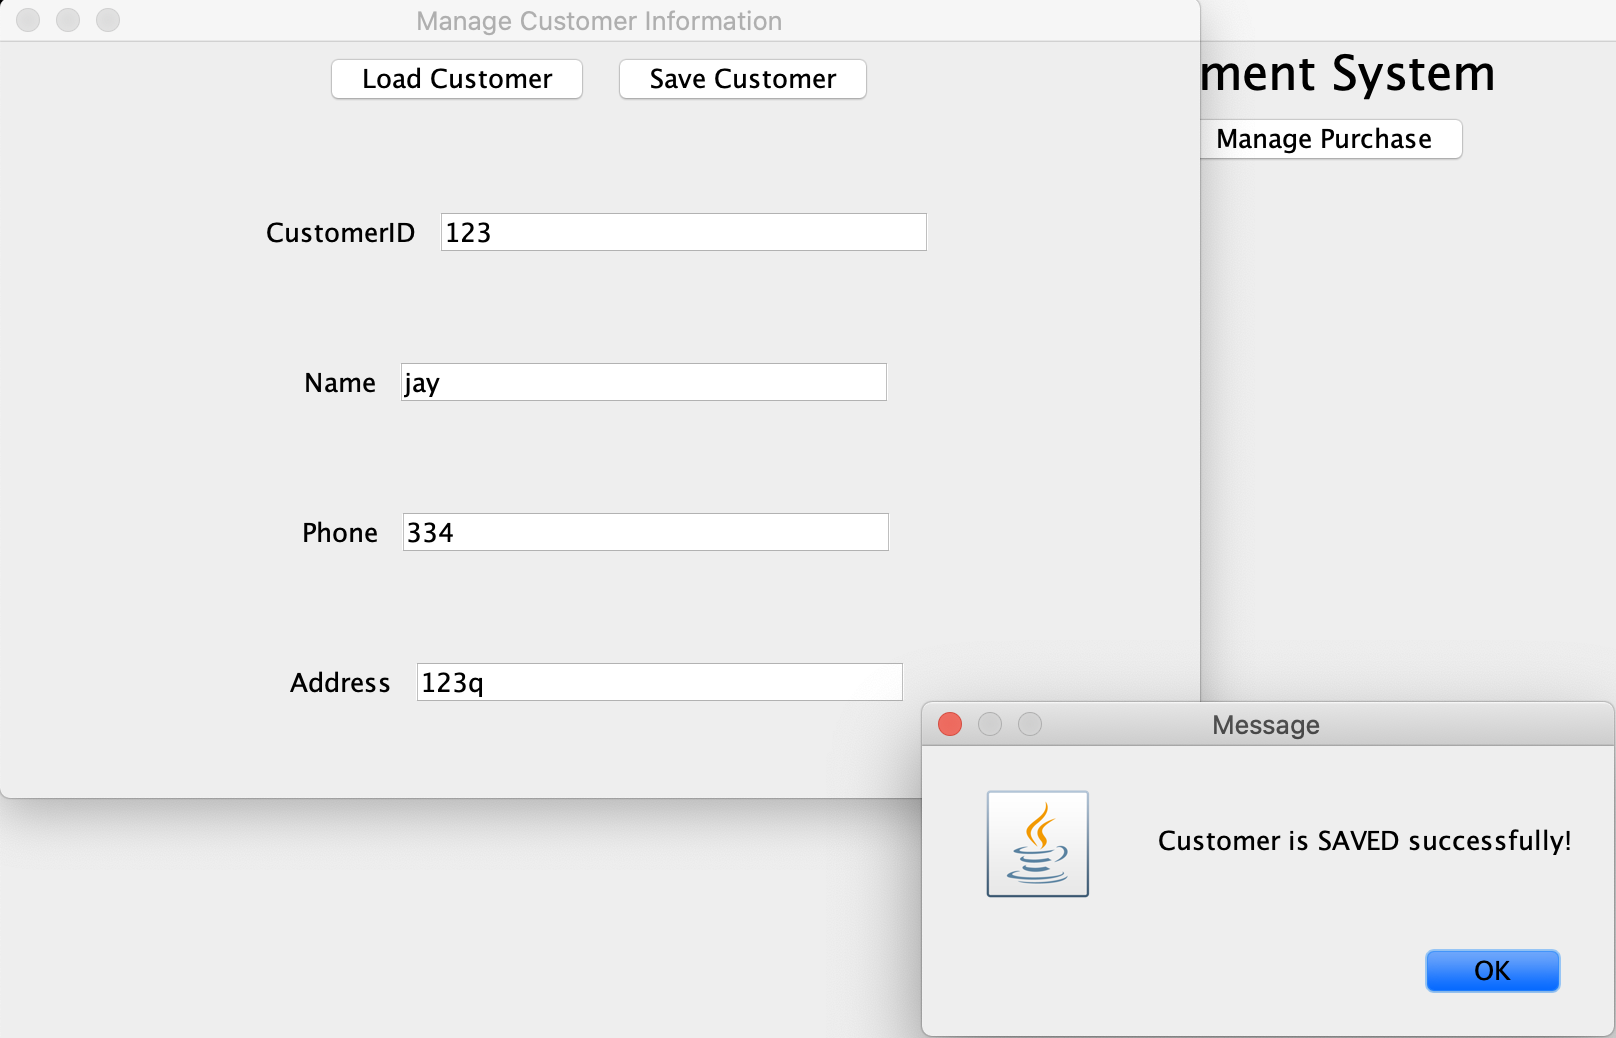 Manage Customer Information
Load Customer Save Customer
ment System
Manage Purchase
CustomerID 123
Name jay
Phone 334
Address 123q
Message
Customer is SAVED successfully!
OK